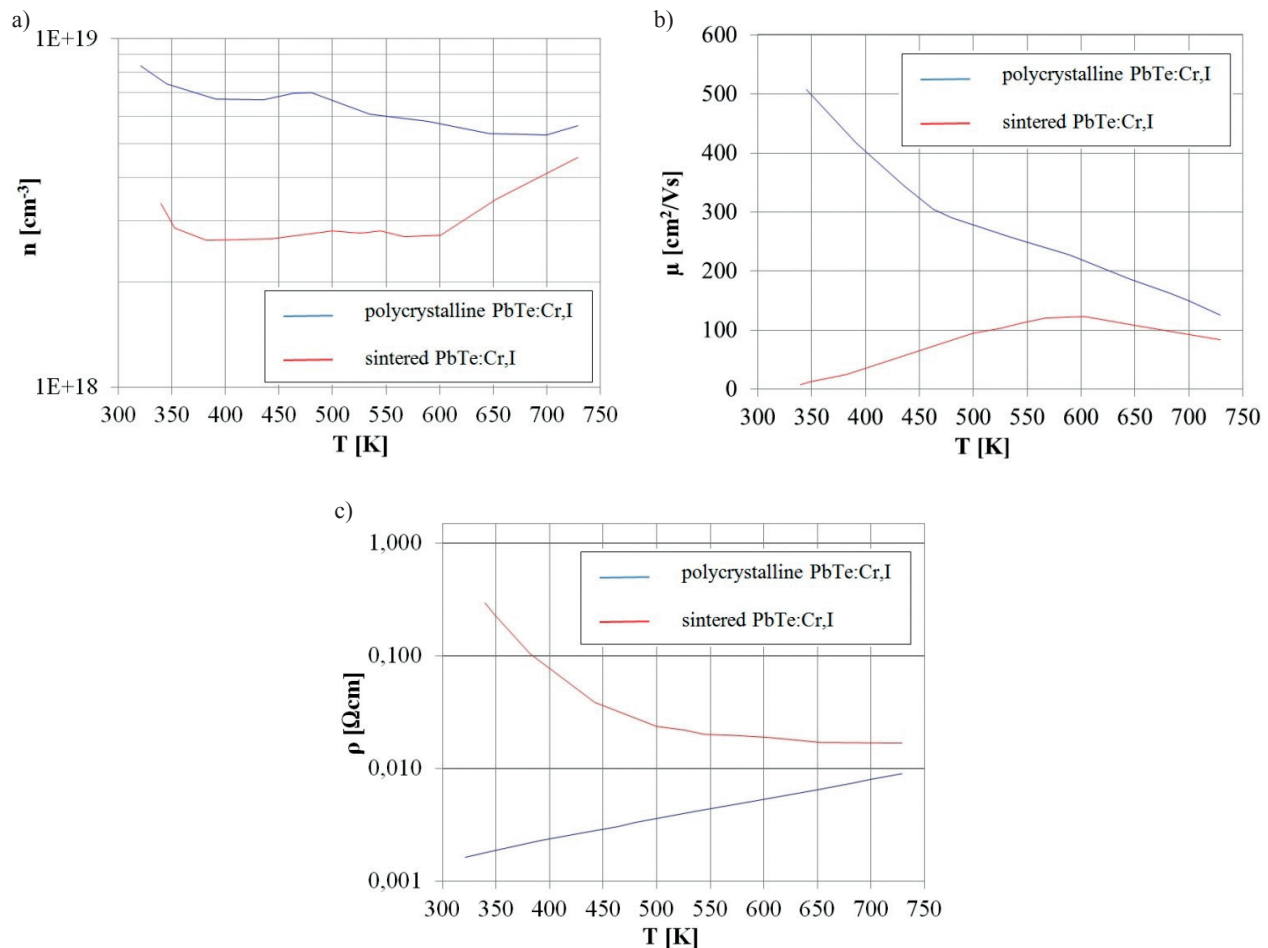 a)
1E+19
n [cm-3]
1E+18
polycrystalline PbTe:Cr,I
sintered PbTe:Cr,I
300 350 400 450 500 550 600 650 700 750
T [K]
b)
600
500
400
300
200
100
0
μ [cm2/Vs]
polycrystalline PbTe:Cr,I
sintered PbTe:Cr,I
300 350 400 450 500 550 600 650 700 750
T [K]
c)
1,000
0,100
0,010
0,001
ρ [Ωcm]
polycrystalline PbTe:Cr,I
sintered PbTe:Cr,I
300 350 400 450 500 550 600 650 700 750
T [K]